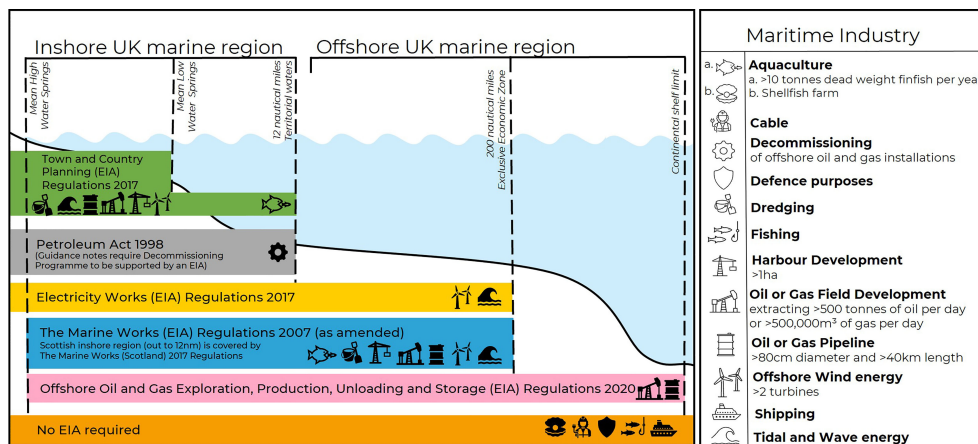 Inshore UK marine region
Offshore UK marine region
Mean High
Water Springs
Mean Low
Water Springs
12 nautical miles
Territorial waters
200 nautical miles
Exclusive Economic Zone
Continental shelf limit
Town and Country
Planning (EIA)
Regulations 2017
Petroleum Act 1998
(Guidance notes require Decommissioning
Programme to be supported by an EIA)
Electricity Works (EIA) Regulations 2017
The Marine Works (EIA) Regulations 2007 (as amended)
Scottish inshore region (out to 12nm) is covered by
The Marine Works (Scotland) 2017 Regulations
Offshore Oil and Gas Exploration, Production, Unloading and Storage (EIA) Regulations 2020
No EIA required
Maritime Industry
a.
Aquaculture
a. >10 tonnes dead weight finfish per year
b.
b. Shellfish farm
Cable
Decommissioning
of offshore oil and gas installations
Defence purposes
Dredging
Fishing
Harbour Development
>1ha
Oil or Gas Field Development
extracting >500 tonnes of oil per day
or >500,000m³ of gas per day
Oil or Gas Pipeline
>80cm diameter and >40km length
Offshore Wind energy
>2 turbines
Shipping
Tidal and Wave energy